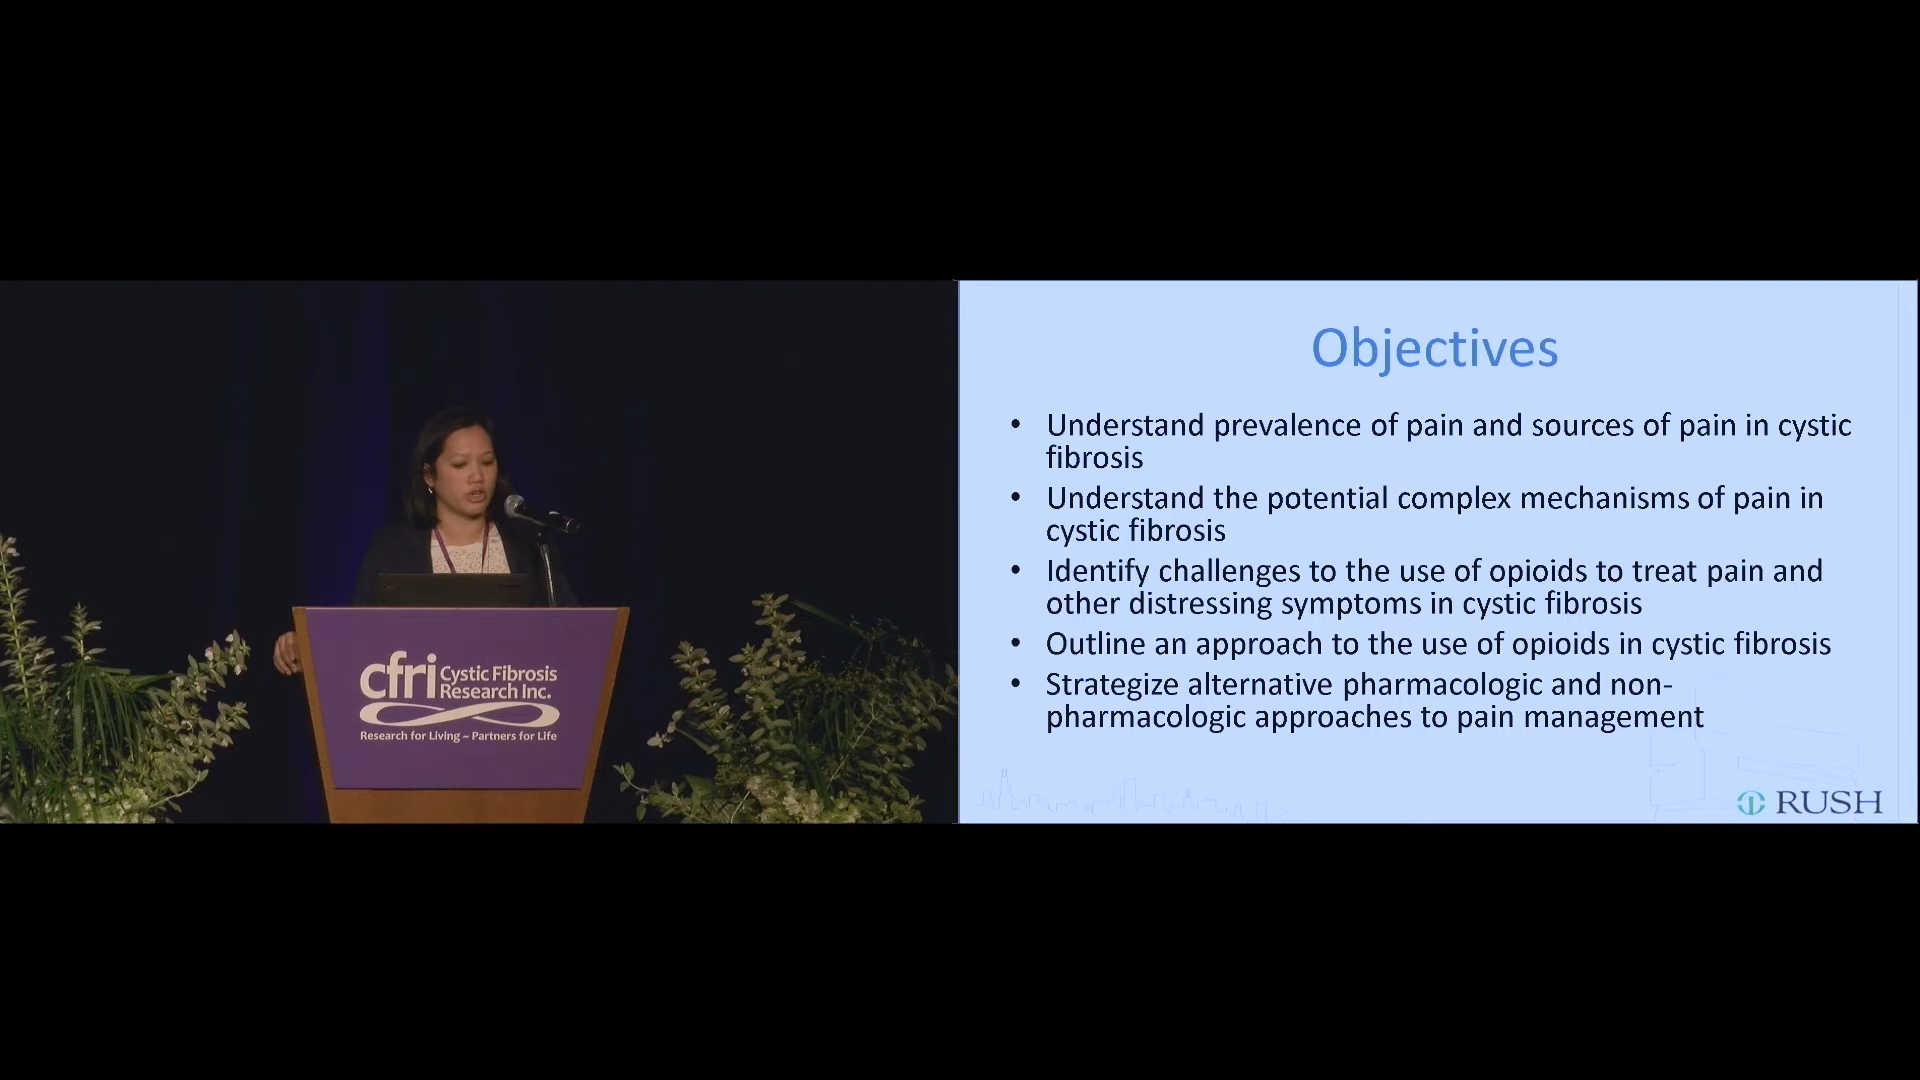 cfri Cystic Fibrosis
Research Inc.
Research for Living ~ Partners for Life
Objectives
• Understand prevalence of pain and sources of pain in cystic
fibrosis
• Understand the potential complex mechanisms of pain in
cystic fibrosis
• Identify challenges to the use of opioids to treat pain and
other distressing symptoms in cystic fibrosis
• Outline an approach to the use of opioids in cystic fibrosis
• Strategize alternative pharmacologic and non-
pharmacologic approaches to pain management
RUSH